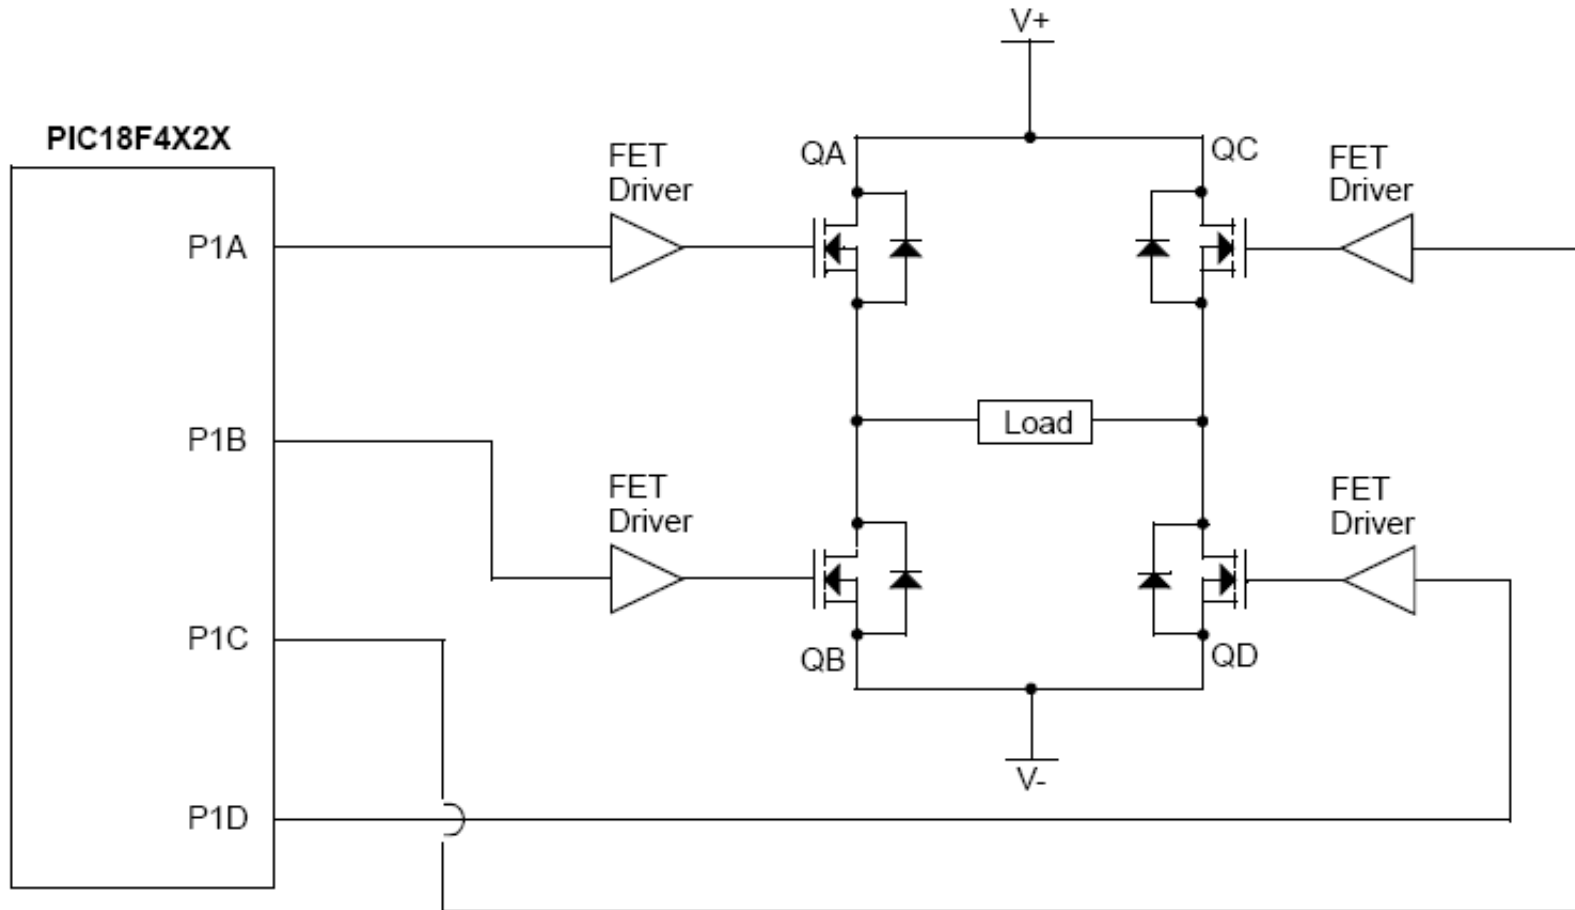 V+
PIC18F4X2X
FET
Driver
QA
QC
FET
Driver
P1A
Load
P1B
FET
Driver
FET
Driver
P1C
QB
QD
V-
P1D